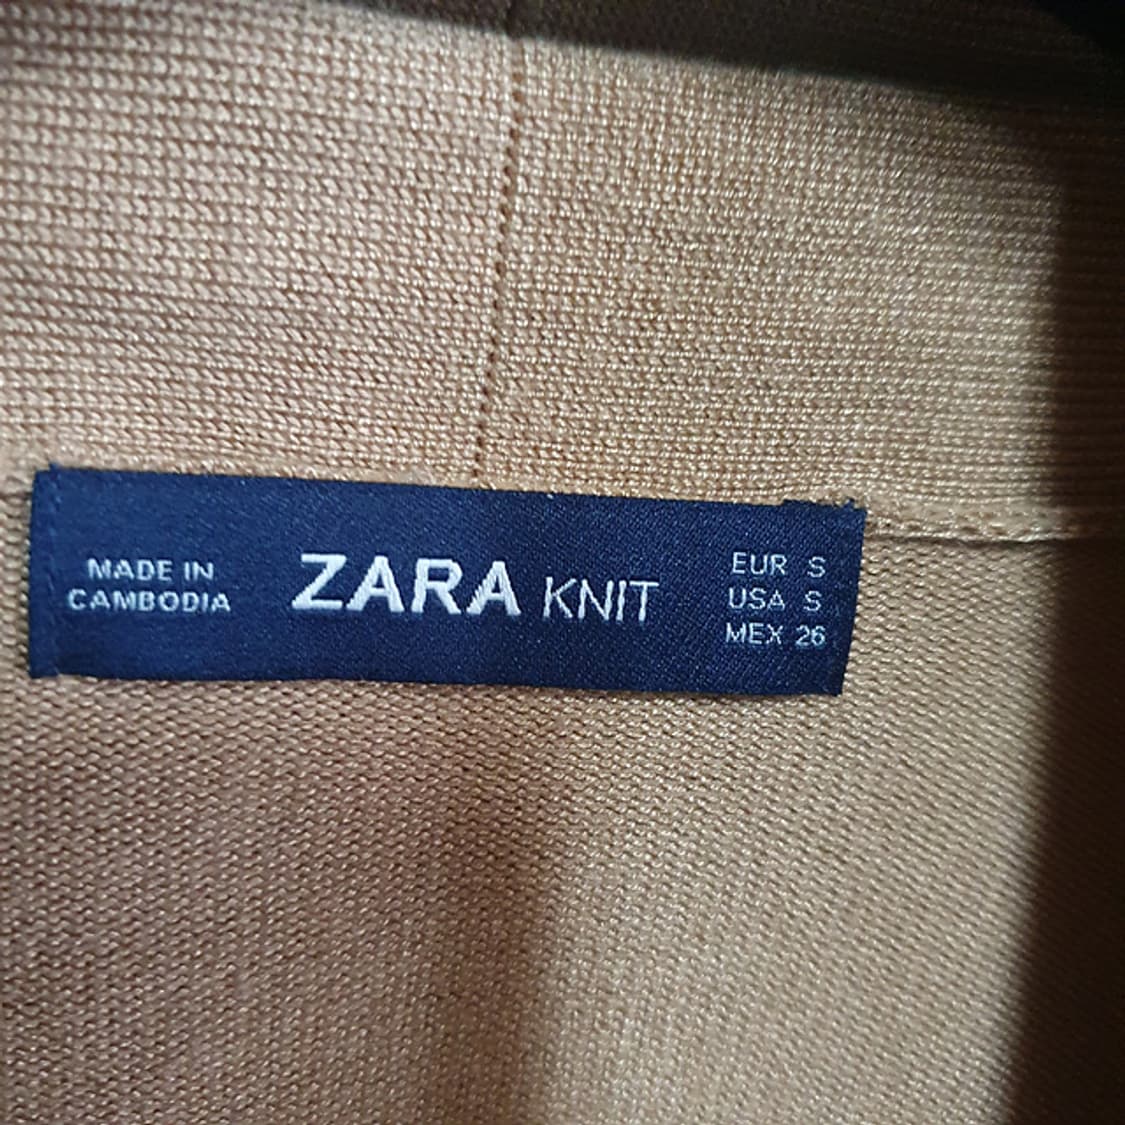 MADE IN
CAMBODIA
ZARA KNIT
EUR S
USA S
MEX 26